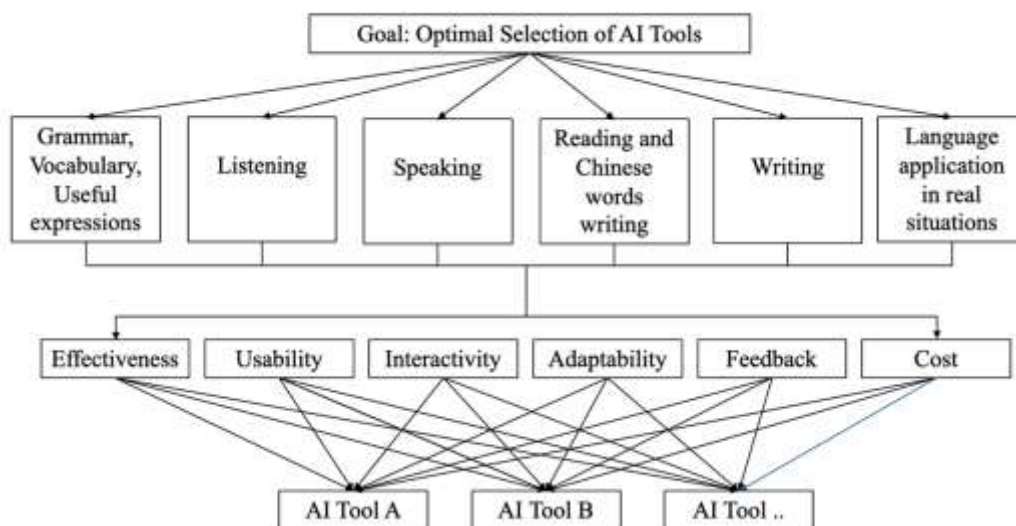 Goal: Optimal Selection of AI Tools
Grammar,
Vocabulary,
Useful
expressions
Listening
Speaking
Reading and
Chinese
words
writing
Writing
Language
application
in real
situations
Effectiveness
Usability
Interactivity
Adaptability
Feedback
Cost
AI Tool A
AI Tool B
AI Tool ..